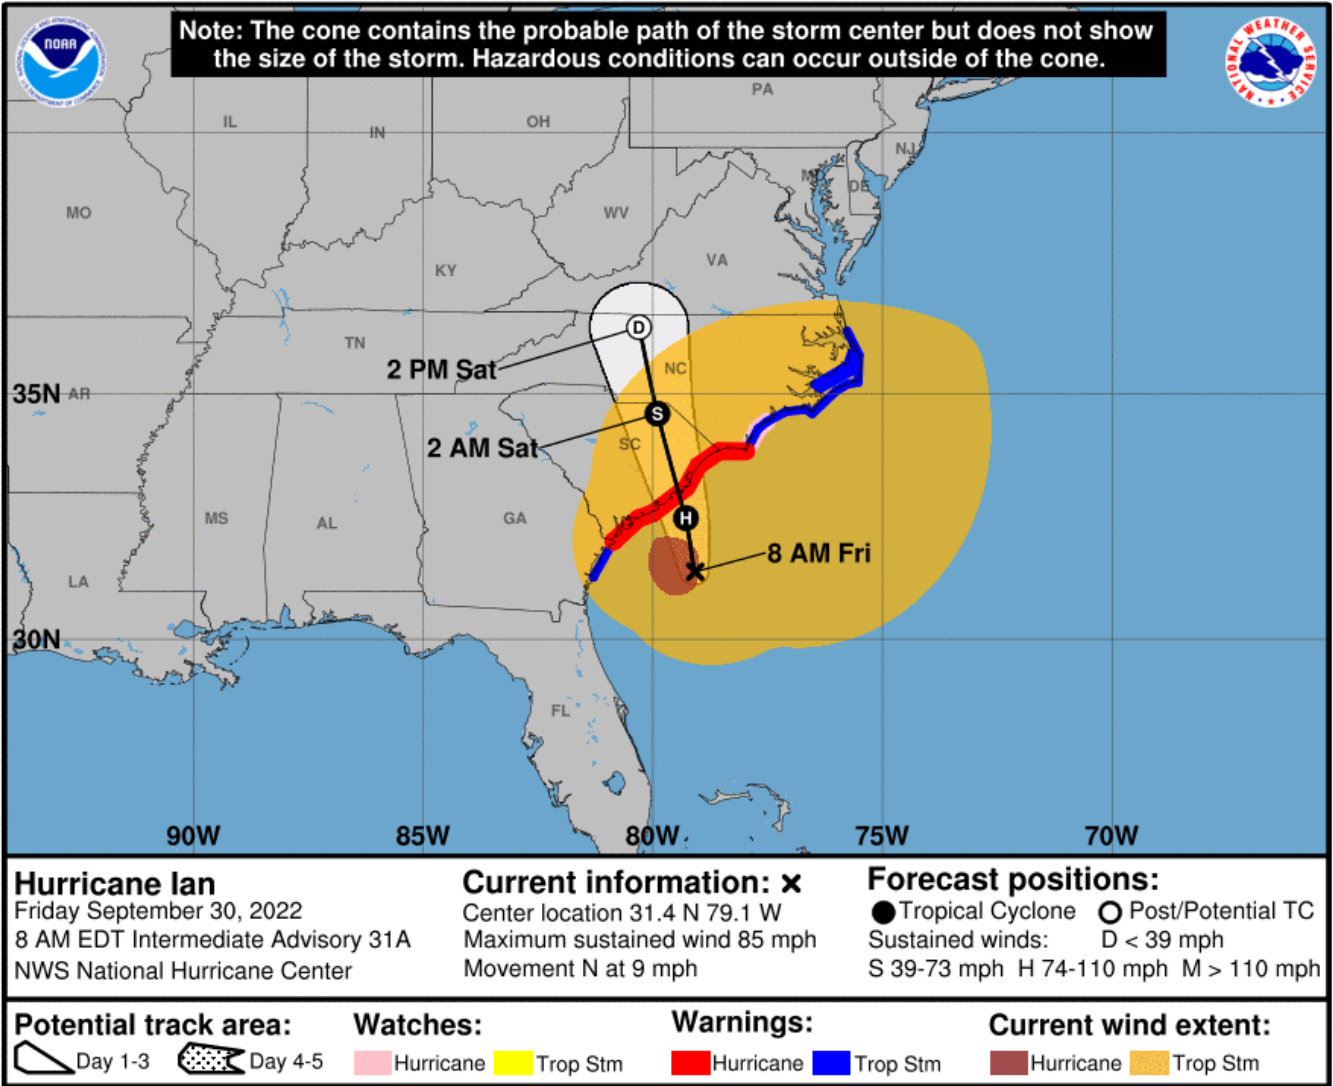 Note: The cone contains the probable path of the storm center but does not show
the size of the storm. Hazardous conditions can occur outside of the cone.
NOAA
NATIONAL WEATHER SERVICE
PA
IL
IN
OH
NJ
DE
MO
WV
KY
VA
TN
2 PM Sat
D
NC
35N
AR
2 AM Sat
S
SC
MS
AL
GA
H
8 AM Fri
LA
30N
FL
90W 85W 80W 75W 70W
Hurricane Ian
Friday September 30, 2022
8 AM EDT Intermediate Advisory 31A
NWS National Hurricane Center
Current information: ×
Center location 31.4 N 79.1 W
Maximum sustained wind 85 mph
Movement N at 9 mph
Forecast positions:
Tropical Cyclone Post/Potential TC
Sustained winds: D < 39 mph
S 39-73 mph H 74-110 mph M > 110 mph
Potential track area:
Day 1-3 Day 4-5
Watches:
Hurricane Trop Stm
Warnings:
Hurricane Trop Stm
Current wind extent:
Hurricane Trop Stm